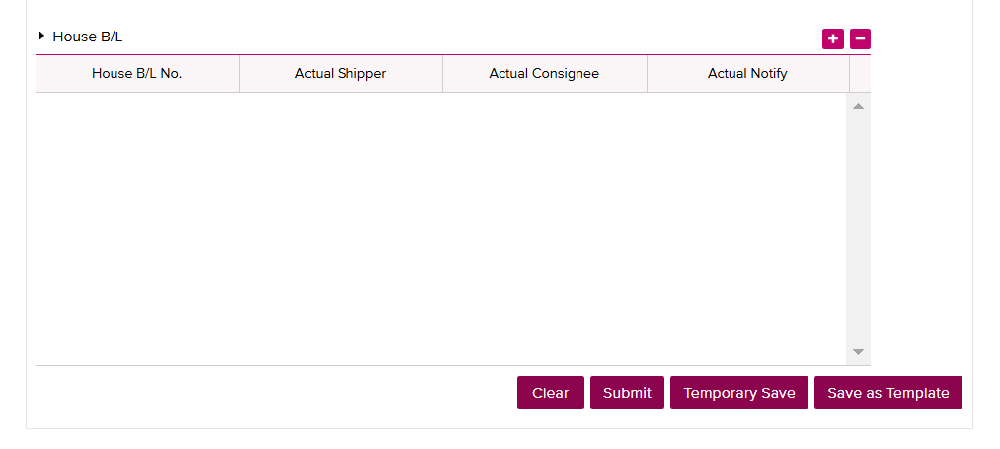 House B/L
House B/L No. Actual Shipper Actual Consignee Actual Notify
Clear Submit Temporary Save Save as Template